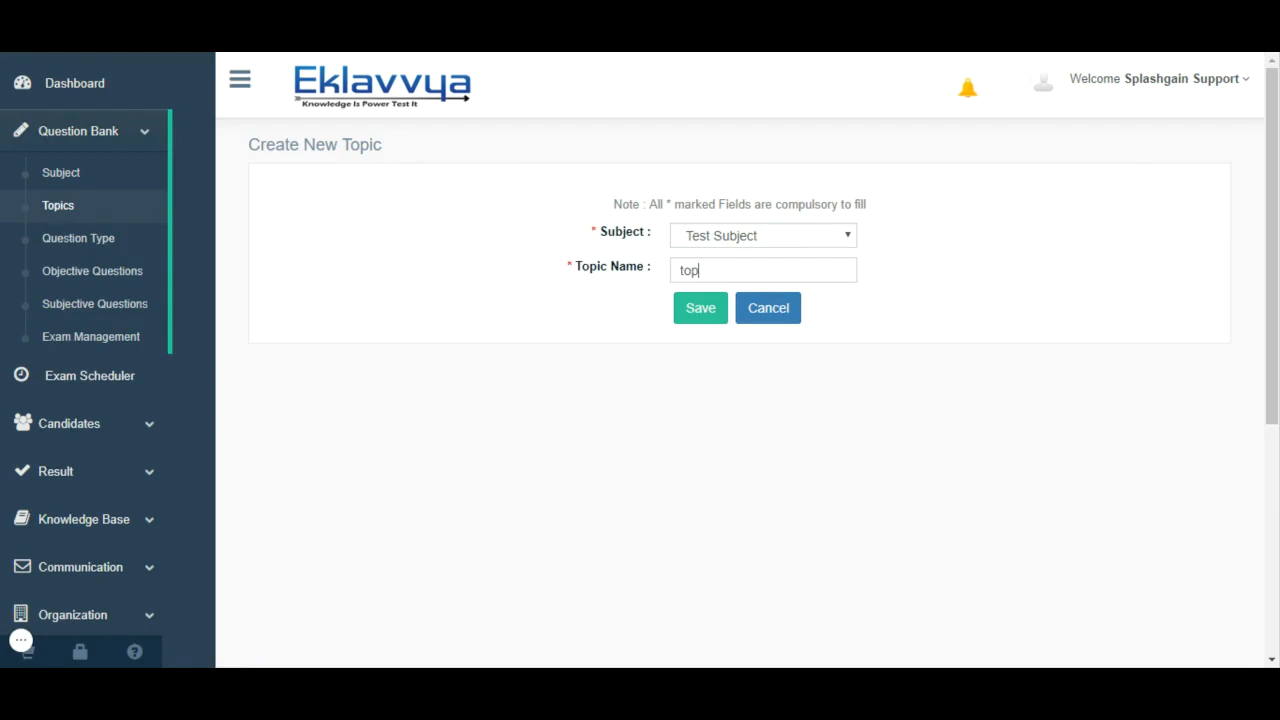 Dashboard
Question Bank
Subject
Topics
Question Type
Objective Questions
Subjective Questions
Exam Management
Exam Scheduler
Candidates
Result
Knowledge Base
Communication
Organization
Eklavvya
Knowledge Is Power Test It
Welcome Splashgain Support
Create New Topic
Note : All * marked Fields are compulsory to fill
* Subject : Test Subject
* Topic Name : top
Save Cancel